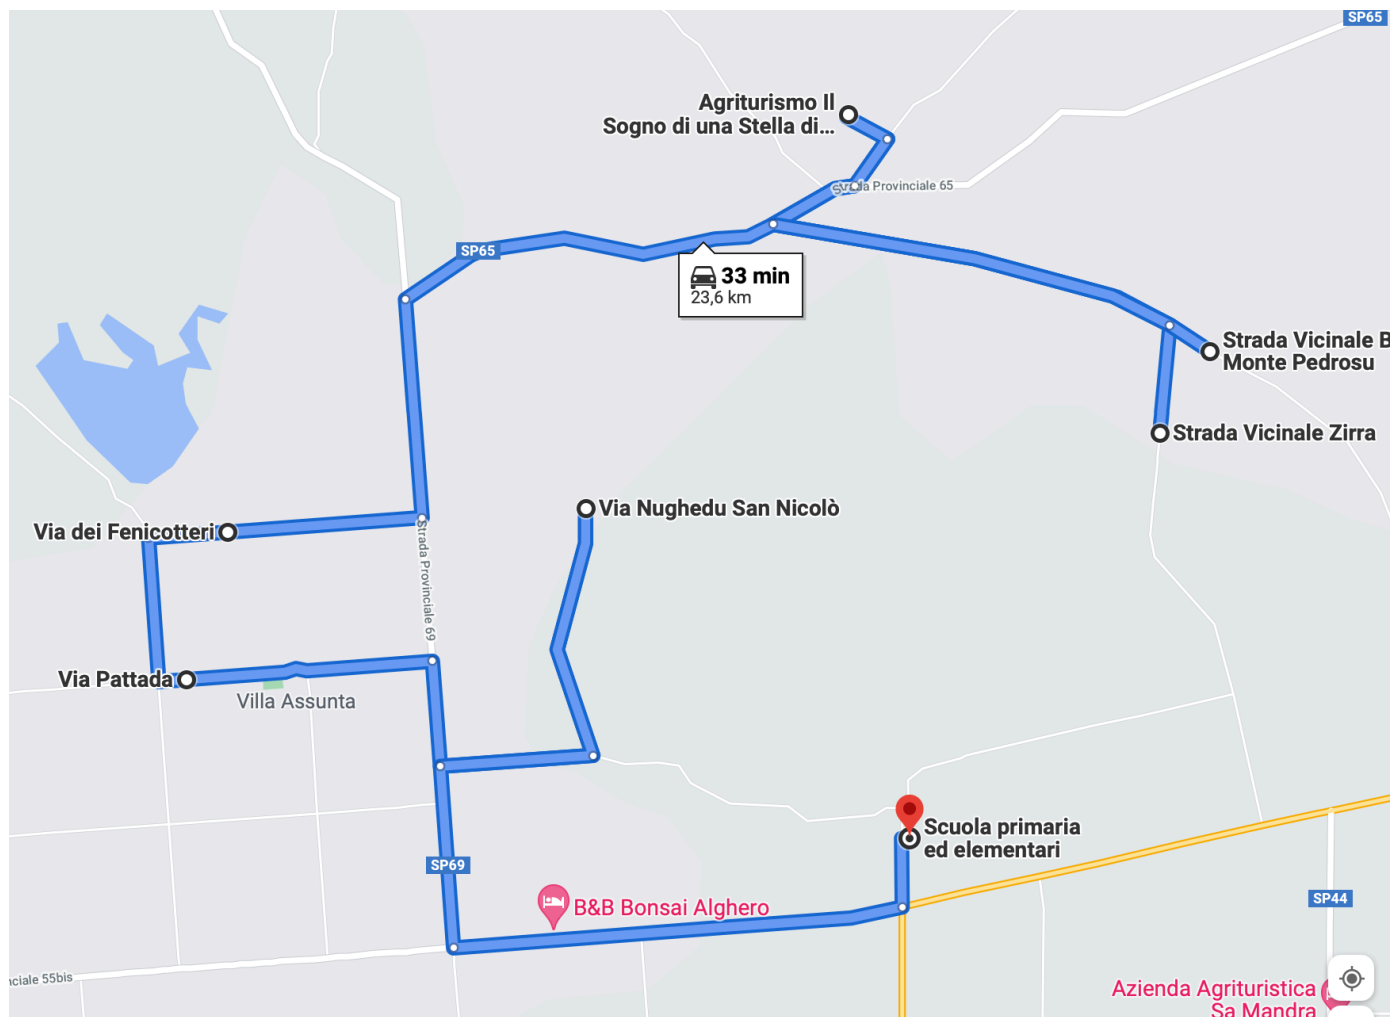 SP65
Agriturismo Il
Sogno di una Stella di...
Strada Provinciale 65
SP65
33 min
23,6 km
Strada Vicinale B
Monte Pedrosu
Strada Vicinale Zirra
Via Nughedu San Nicolò
Via dei Fenicotteri
Strada Provinciale 69
Via Pattada
Villa Assunta
Scuola primaria
ed elementari
SP69
B&B Bonsai Alghero
SP44
nciale 55bis
Azienda Agrituristica
Sa Mandra